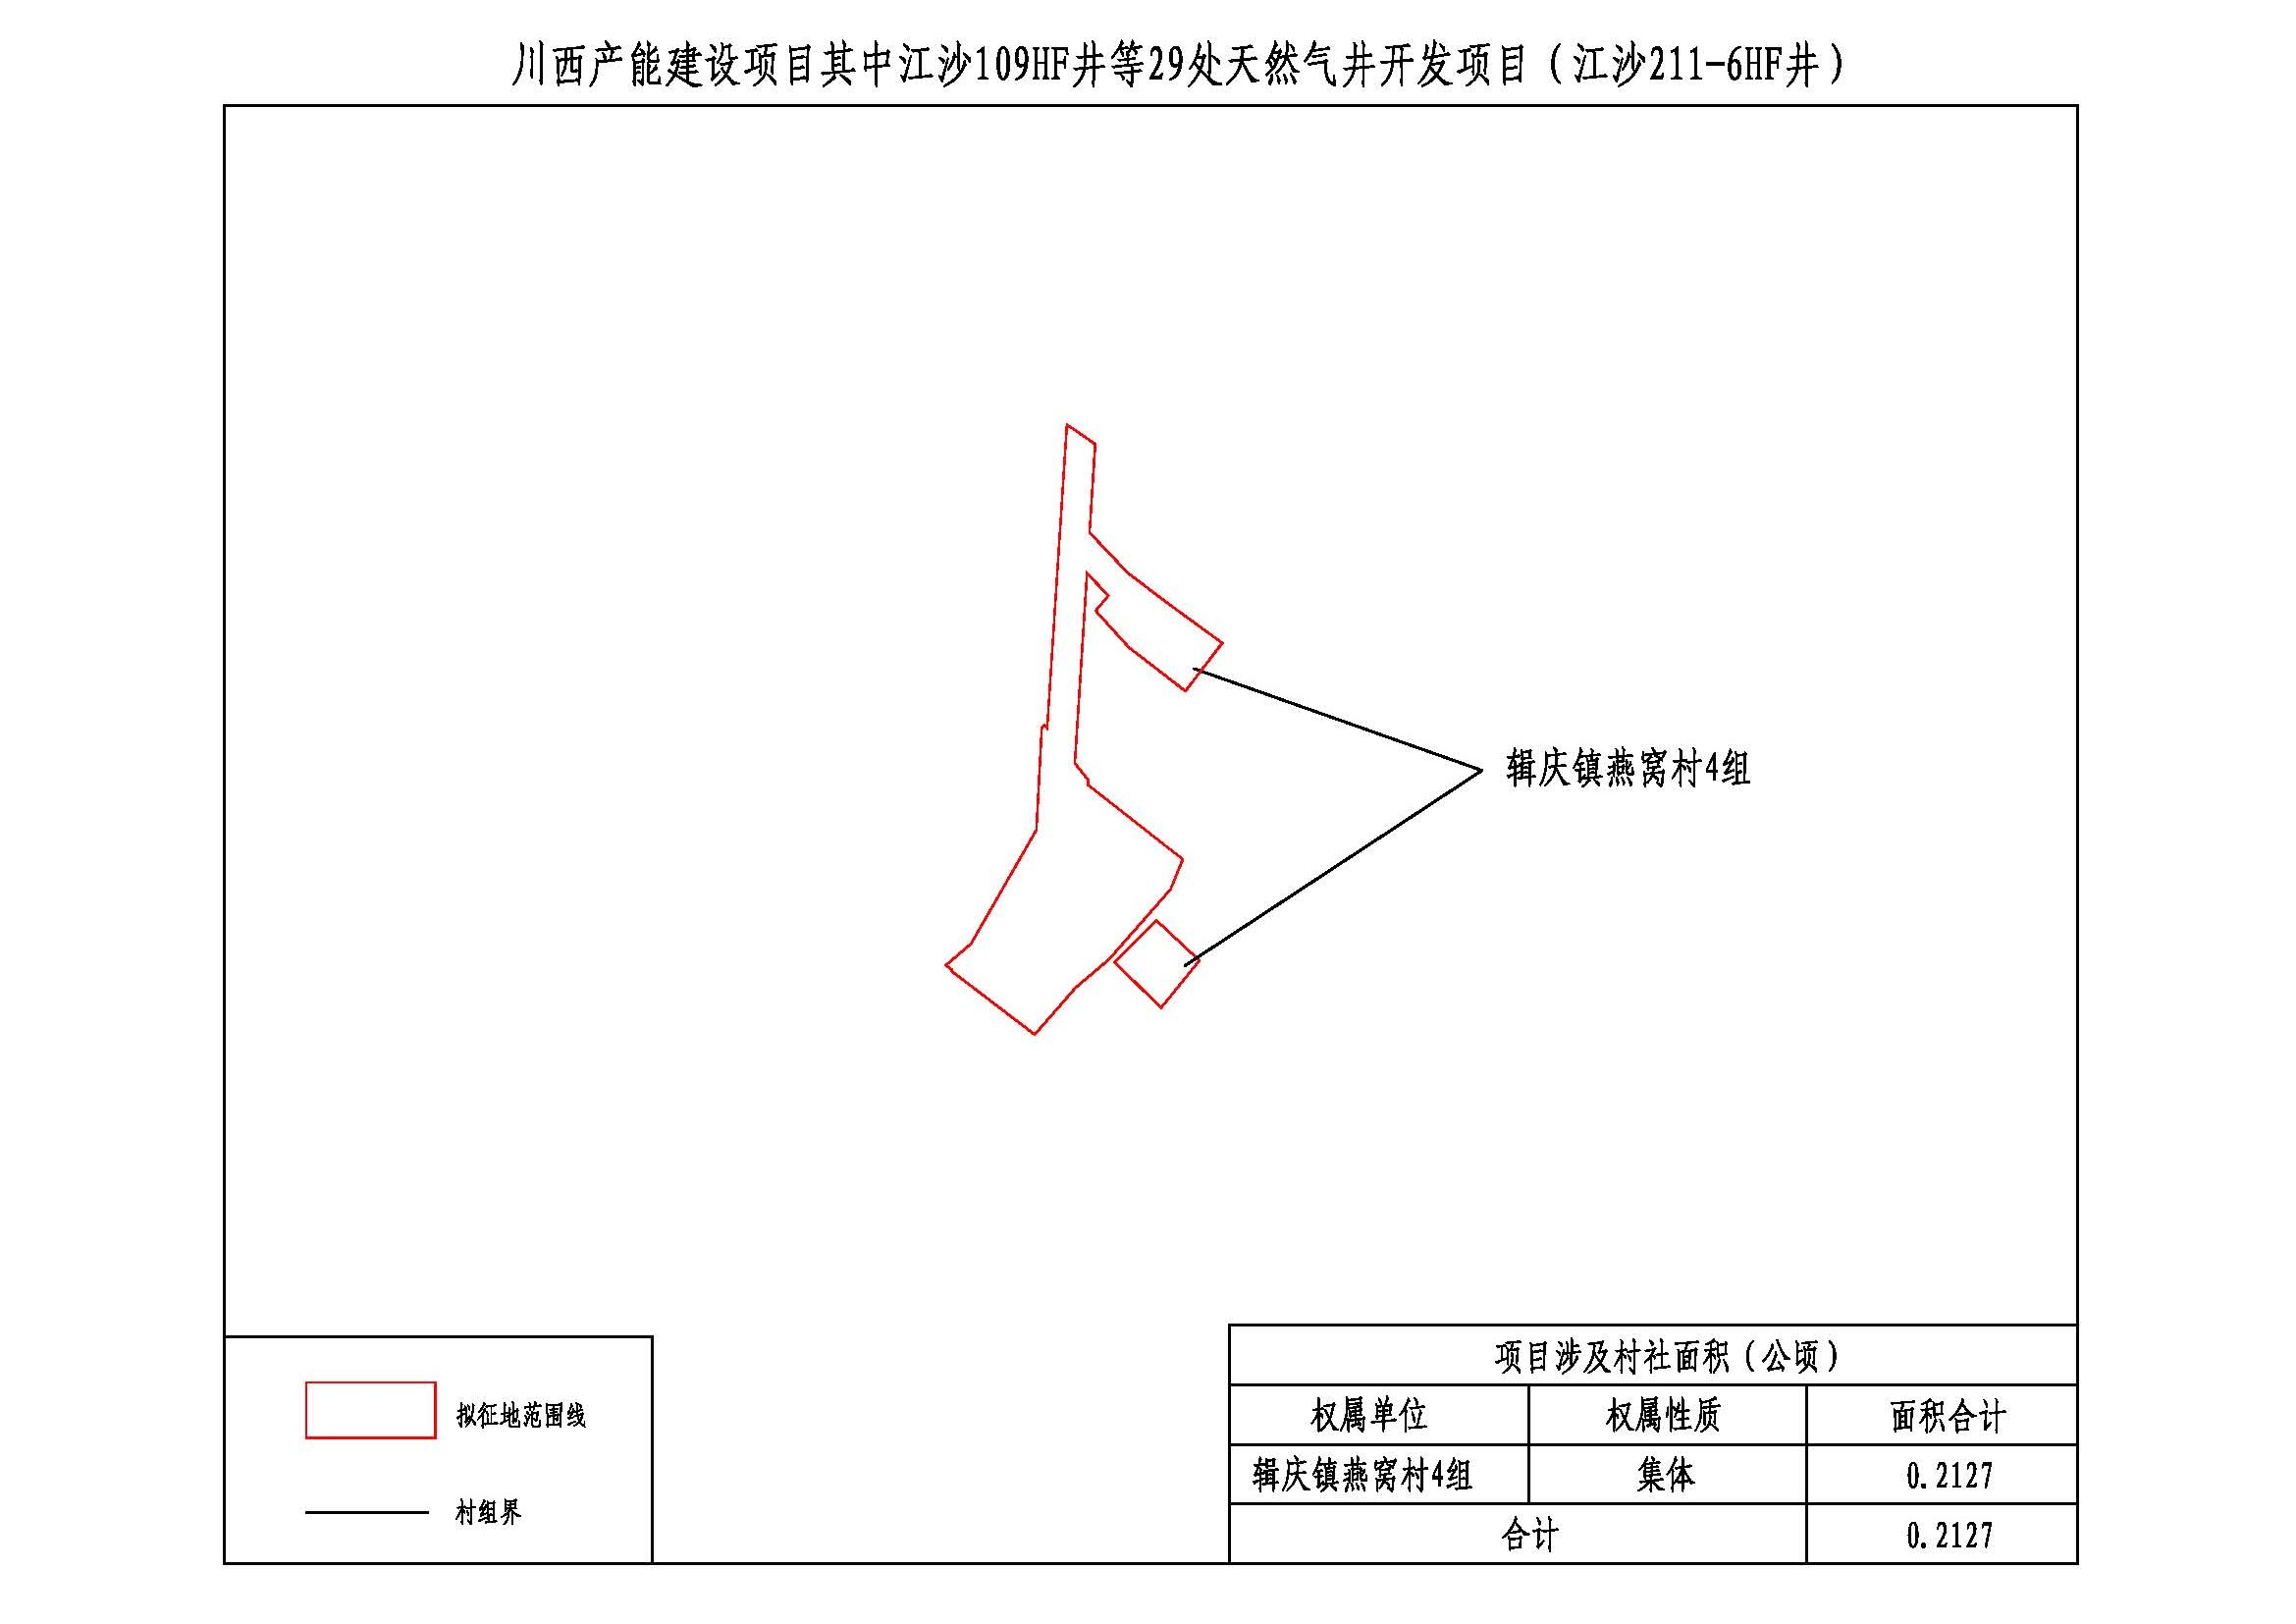 川西产能建设项目其中江沙109HF井等29处天然气井开发项目（江沙211-6HF井）
辑庆镇燕窝村4组
拟征地范围线
村组界
项目涉及村社面积（公顷）
权属单位 权属性质 面积合计
辑庆镇燕窝村4组 集体 0.2127
合计 0.2127